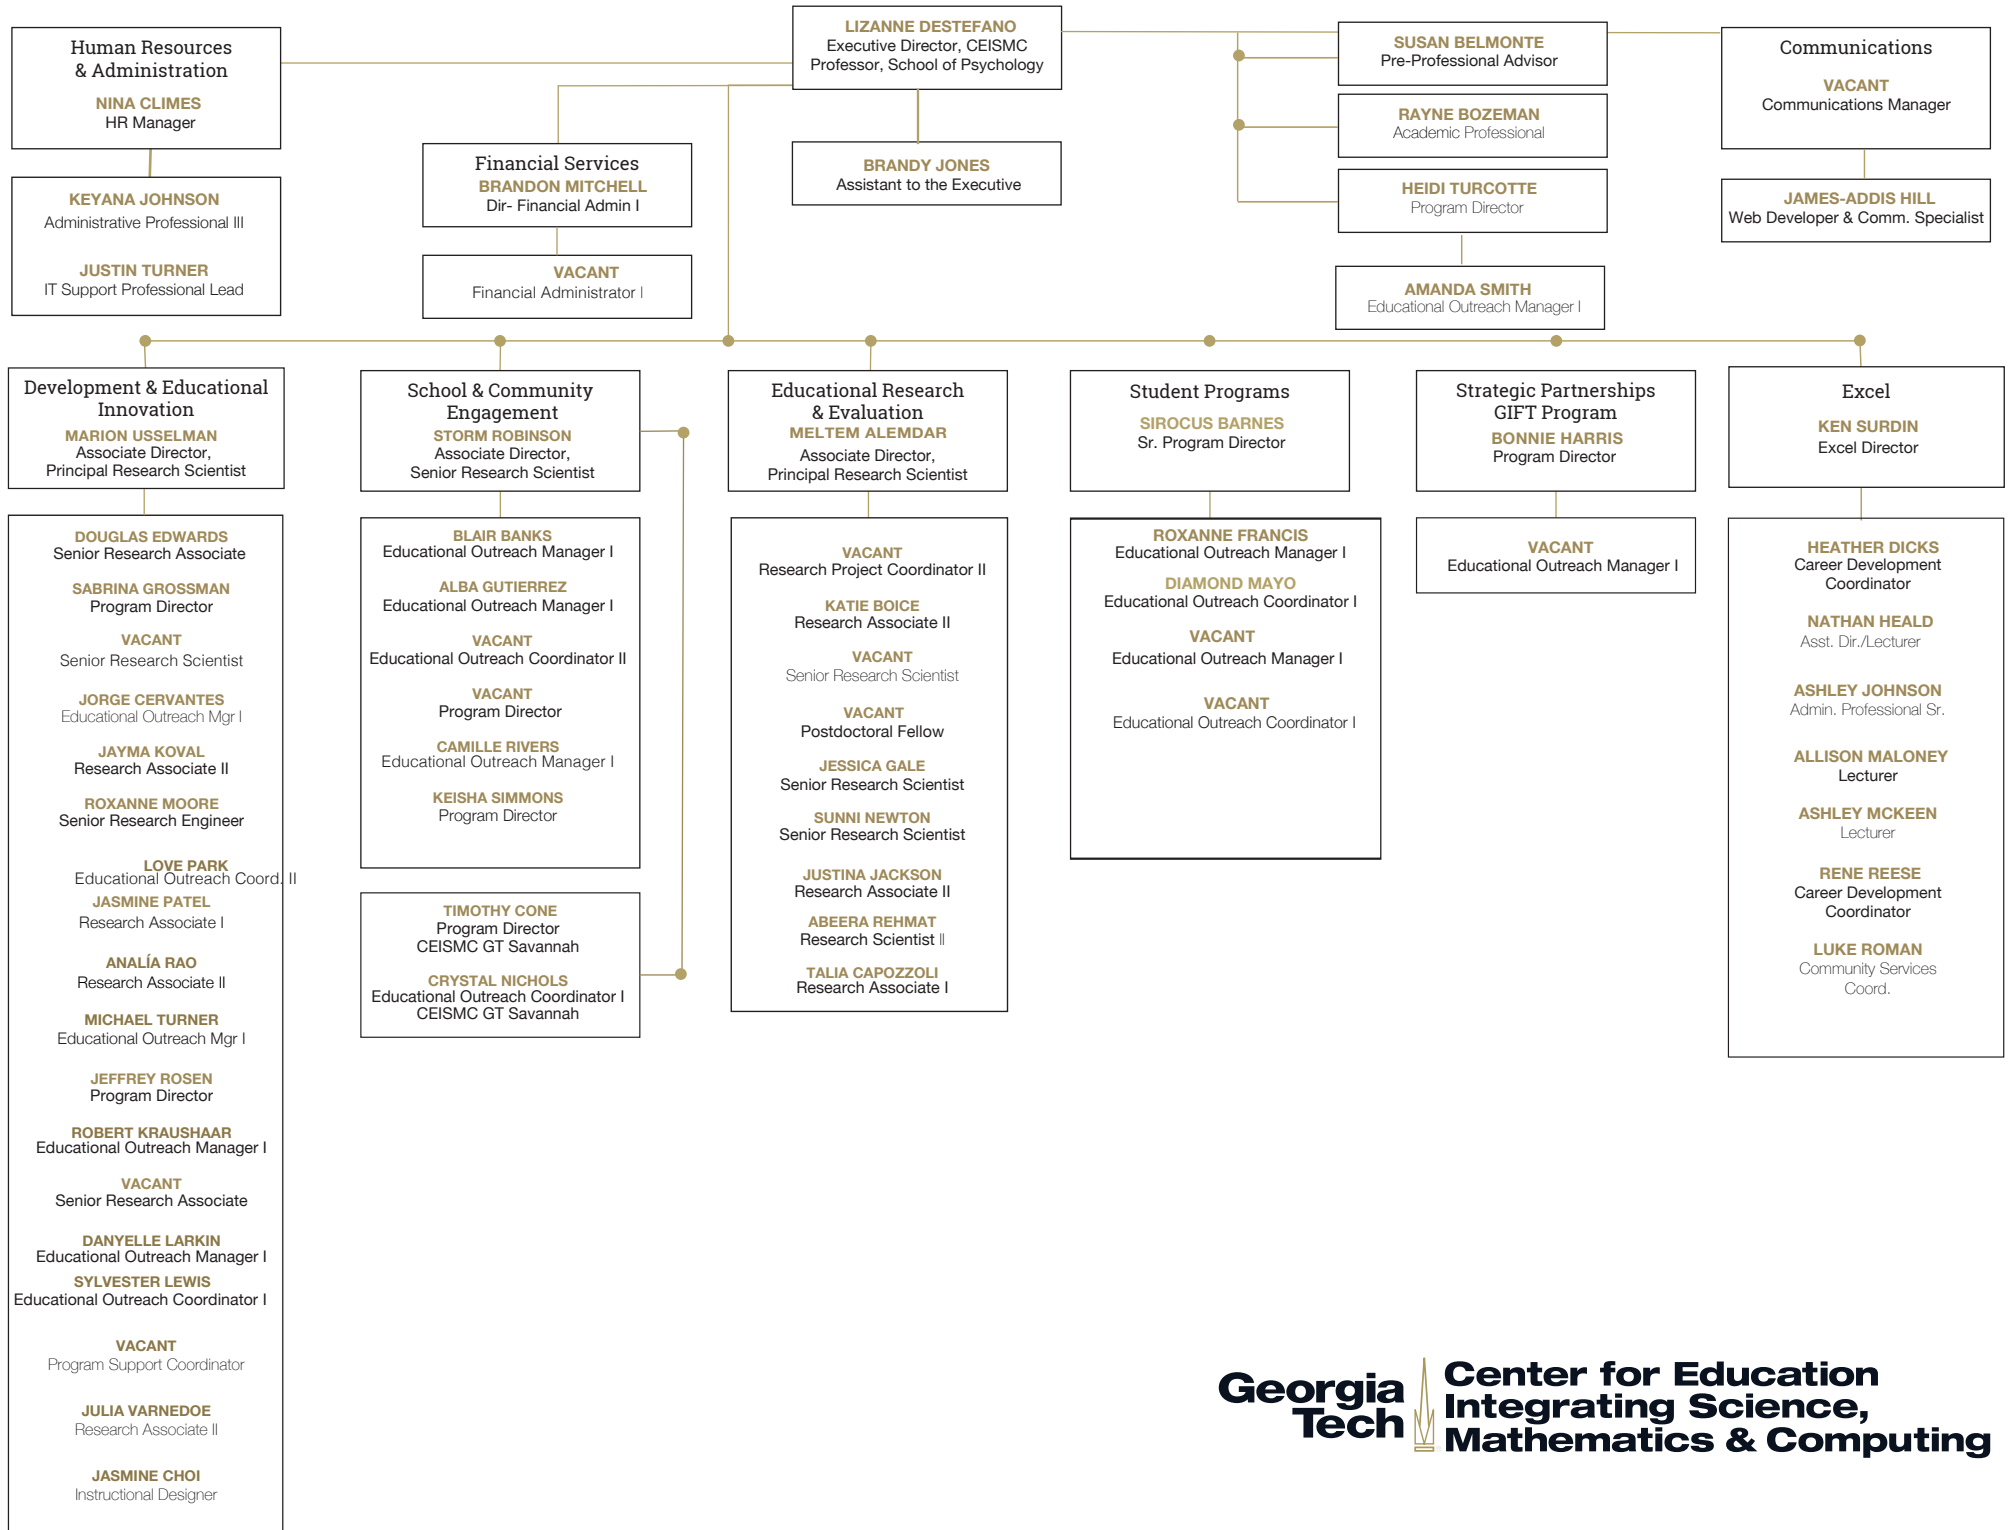 LIZANNE DESTEFANO
Executive Director, CEISMC
Professor, School of Psychology
Human Resources
& Administration
NINA CLIMES
HR Manager
KEYANA JOHNSON
Administrative Professional III
JUSTIN TURNER
IT Support Professional Lead
Financial Services
BRANDON MITCHELL
Dir- Financial Admin I
VACANT
Financial Administrator I
BRANDY JONES
Assistant to the Executive
SUSAN BELMONTE
Pre-Professional Advisor
RAYNE BOZEMAN
Academic Professional
HEIDI TURCOTTE
Program Director
AMANDA SMITH
Educational Outreach Manager I
Communications
VACANT
Communications Manager
JAMES-ADDIS HILL
Web Developer & Comm. Specialist
Development & Educational
Innovation
MARION USSELMAN
Associate Director,
Principal Research Scientist
DOUGLAS EDWARDS
Senior Research Associate
SABRINA GROSSMAN
Program Director
VACANT
Senior Research Scientist
JORGE CERVANTES
Educational Outreach Mgr I
JAYMA KOVAL
Research Associate II
ROXANNE MOORE
Senior Research Engineer
LOVE PARK
Educational Outreach Coord. II
JASMINE PATEL
Research Associate I
ANALÍA RAO
Research Associate II
MICHAEL TURNER
Educational Outreach Mgr I
JEFFREY ROSEN
Program Director
ROBERT KRAUSHAAR
Educational Outreach Manager I
VACANT
Senior Research Associate
DANYELLE LARKIN
Educational Outreach Manager I
SYLVESTER LEWIS
Educational Outreach Coordinator I
VACANT
Program Support Coordinator
JULIA VARNEDOE
Research Associate II
JASMINE CHOI
Instructional Designer
School & Community
Engagement
STORM ROBINSON
Associate Director,
Senior Research Scientist
BLAIR BANKS
Educational Outreach Manager I
ALBA GUTIERREZ
Educational Outreach Manager I
VACANT
Educational Outreach Coordinator II
VACANT
Program Director
CAMILLE RIVERS
Educational Outreach Manager I
KEISHA SIMMONS
Program Director
TIMOTHY CONE
Program Director
CEISMC GT Savannah
CRYSTAL NICHOLS
Educational Outreach Coordinator I
CEISMC GT Savannah
Educational Research
& Evaluation
MELTEM ALEMDAR
Associate Director,
Principal Research Scientist
VACANT
Research Project Coordinator II
KATIE BOICE
Research Associate II
VACANT
Senior Research Scientist
VACANT
Postdoctoral Fellow
JESSICA GALE
Senior Research Scientist
SUNNI NEWTON
Senior Research Scientist
JUSTINA JACKSON
Research Associate II
ABEERA REHMAT
Research Scientist II
TALIA CAPOZZOLI
Research Associate I
Student Programs
SIROCUS BARNES
Sr. Program Director
ROXANNE FRANCIS
Educational Outreach Manager I
DIAMOND MAYO
Educational Outreach Coordinator I
VACANT
Educational Outreach Manager I
VACANT
Educational Outreach Coordinator I
Strategic Partnerships
GIFT Program
BONNIE HARRIS
Program Director
VACANT
Educational Outreach Manager I
Excel
KEN SURDIN
Excel Director
HEATHER DICKS
Career Development
Coordinator
NATHAN HEALD
Asst. Dir./Lecturer
ASHLEY JOHNSON
Admin. Professional Sr.
ALLISON MALONEY
Lecturer
ASHLEY MCKEEN
Lecturer
RENE REESE
Career Development
Coordinator
LUKE ROMAN
Community Services
Coord.
Georgia
Tech
Center for Education
Integrating Science,
Mathematics & Computing